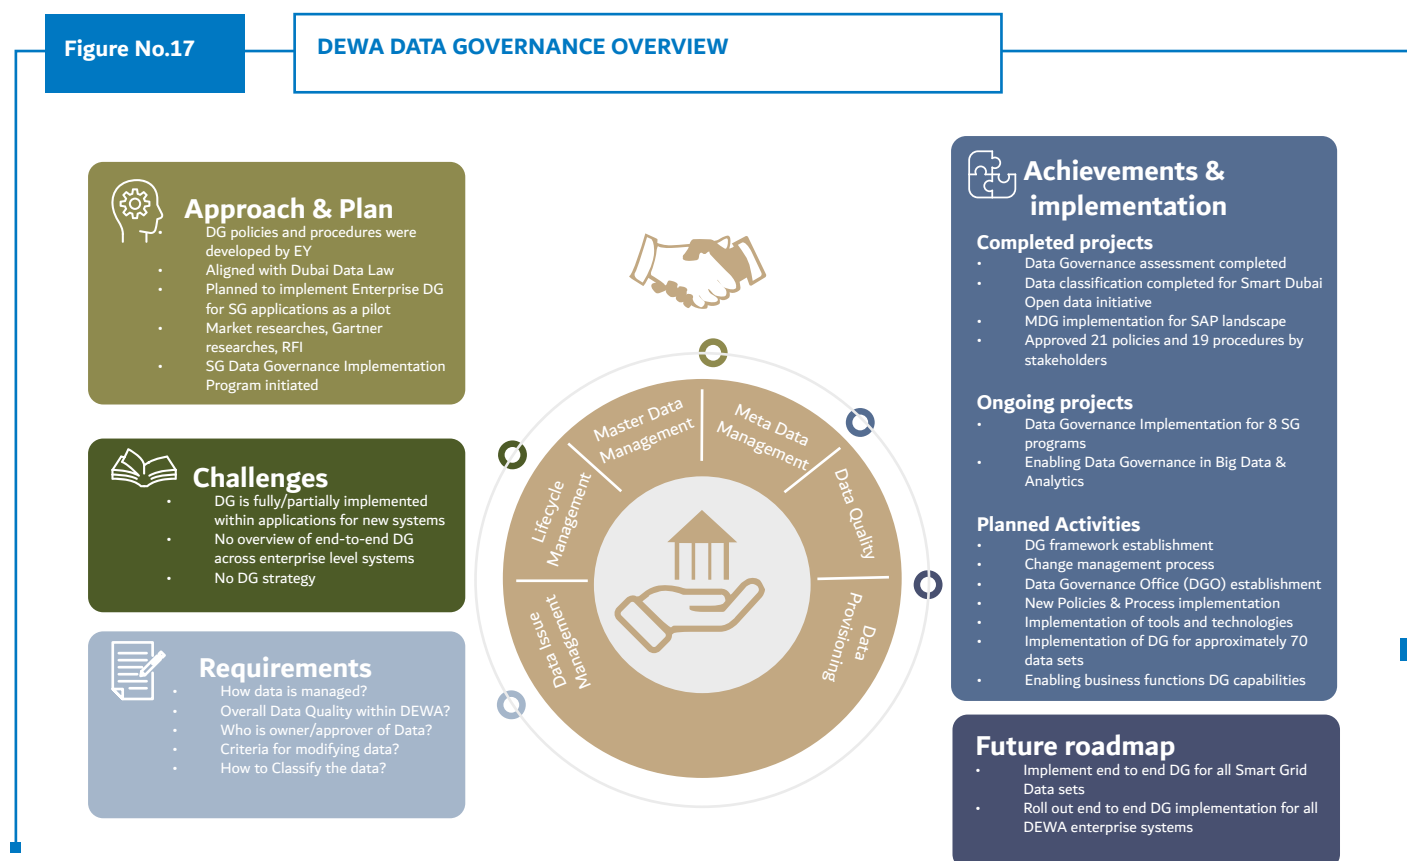 Figure No.17
DEWA DATA GOVERNANCE OVERVIEW
Approach & Plan
• DG policies and procedures were
developed by EY
• Aligned with Dubai Data Law
• Planned to implement Enterprise DG
for SG applications as a pilot
• Market researches, Gartner
researches, RFI
• SG Data Governance Implementation
Program initiated
Challenges
• DG is fully/partially implemented
within applications for new systems
• No overview of end-to-end DG
across enterprise level systems
• No DG strategy
Requirements
• How data is managed?
• Overall Data Quality within DEWA?
• Who is owner/approver of Data?
• Criteria for modifying data?
• How to Classify the data?
Data Issue
Management
Lifecycle
Management
Master Data
Management
Meta Data
Management
Data Quality
Data
Provisioning
Achievements &
implementation
Completed projects
• Data Governance assessment completed
• Data classification completed for Smart Dubai
Open data initiative
• MDG implementation for SAP landscape
• Approved 21 policies and 19 procedures by
stakeholders
Ongoing projects
• Data Governance Implementation for 8 SG
programs
• Enabling Data Governance in Big Data &
Analytics
Planned Activities
• DG framework establishment
• Change management process
• Data Governance Office (DGO) establishment
• New Policies & Process implementation
• Implementation of tools and technologies
• Implementation of DG for approximately 70
data sets
• Enabling business functions DG capabilities
Future roadmap
• Implement end to end DG for all Smart Grid
Data sets
• Roll out end to end DG implementation for all
DEWA enterprise systems